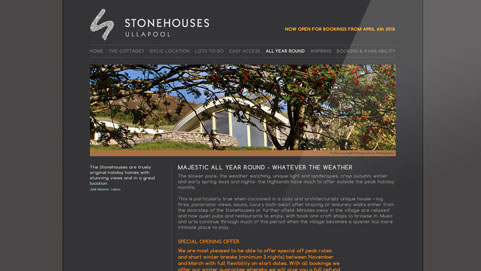 STONEHOUSES
ULLAPOOL
NOW OPEN FOR BOOKINGS FROM APRIL 4th 2015
HOME THE COTTAGES IDYLIC LOCATION LOTS TO DO EASY ACCESS ALL YEAR ROUND INSPIRING BOOKING & AVAILABILITY
The Stonehouses are truely
original holiday homes with
stunning views and in a great
location
MAJESTIC ALL YEAR ROUND - WHATEVER THE WEATHER
The slower pace, the weather watching, unique light and landscapes, crisp autumn, winter
and early spring days and nights- the highlands have much to offer outside the peak holiday
months.
This is particularly true when cocooned in a cosy and architecturally unique house - log
fires, panoramic views, sauna, luxury bath await after bracing or leisurely walks either from
the doorstep of the Stonehouses or further afield. Minutes away in the village are relaxed
and now quiet pubs and restaurants to enjoy, with book and craft shops to browse in. Music
and arts continue through much of this period when the village becomes a quieter but more
intimate place to stay.
SPECIAL OPENING OFFER
We are most pleased to be able to offer special off peak rates
and short winter breaks (minimum 3 nights) between November
and March with full flexibility on start dates. With all bookings we
offer our winter guarantee whereby we will give you a full refund